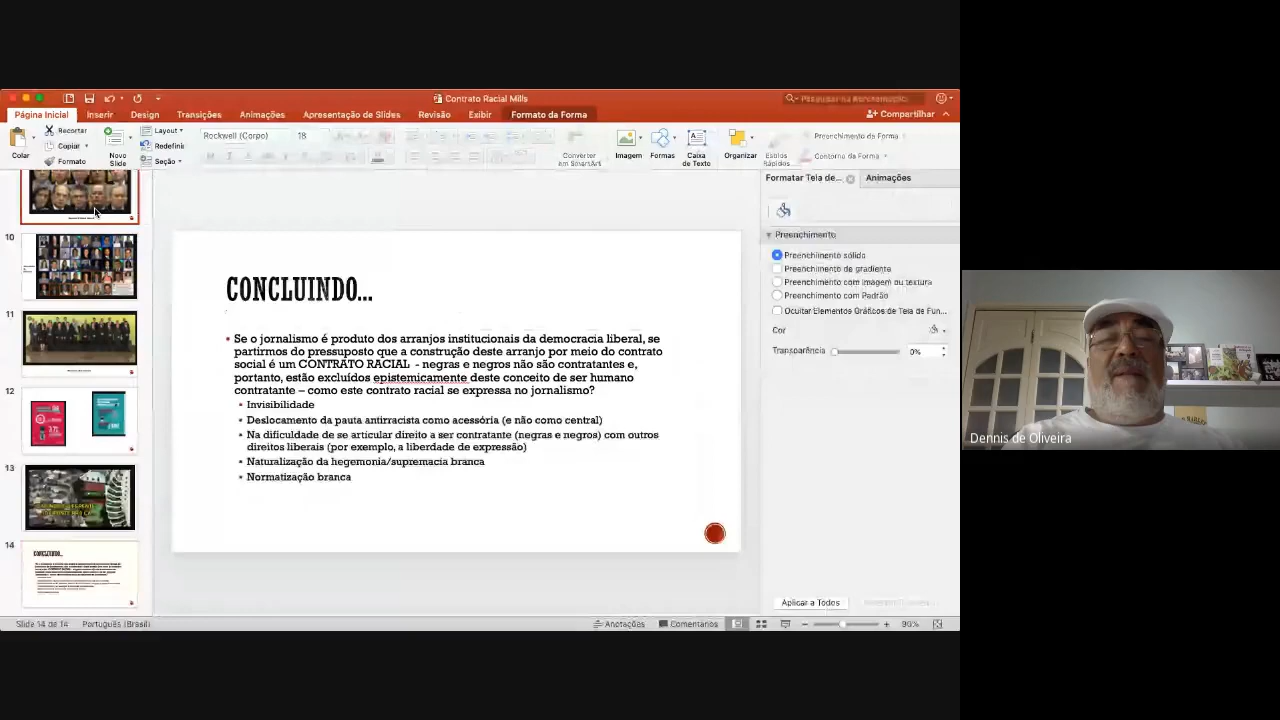 Contrato Racial Mills
Página Inicial Inserir Design Transições Animações Apresentação de Slides Revisão Exibir Formato da Forma Compartilhar
Colar Recortar Copiar Formato
Novo Slide Layout Redefinir Seção
Rockwell (Corpo) 18
Converter em SmartArt
Imagem Formas Caixa de Texto Organizar Estilos Rápidos
Preenchimento da Forma
Contorno da Forma
Formatar Tela de... Animações
Preenchimento
Preenchimento sólido
Preenchimento de gradiente
Preenchimento com imagem ou textura
Preenchimento com Padrão
Ocultar Elementos Gráficos de Tela de Fun...
Cor
Transparência 0%
Aplicar a Todos
10
11
12
13
14
CONCLUINDO...
CONCLUINDO...
Se o jornalismo é produto dos arranjos institucionais da democracia liberal, se
partirmos do pressuposto que a construção deste arranjo por meio do contrato
social é um CONTRATO RACIAL - negras e negros não são contratantes e,
portanto, estão excluídos epistemicamente deste conceito de ser humano
contratante – como este contrato racial se expressa no jornalismo?
Invisibilidade
Deslocamento da pauta antirracista como acessória (e não como central)
Na dificuldade de se articular direito a ser contratante (negras e negros) com outros
direitos liberais (por exemplo, a liberdade de expressão)
Naturalização da hegemonia/supremacia branca
Normatização branca
Slide 14 de 14 Português (Brasil) Anotações Comentários 90%
Dennis de Oliveira